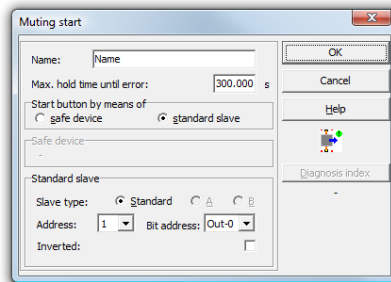 Muting start
Name: Name
Max. hold time until error: 300.000 s
Start button by means of
safe device standard slave
Safe device
-
Standard slave
Slave type: Standard A B
Address: 1 Bit address: Out-0
Inverted:
OK
Cancel
Help
Diagnosis index
-